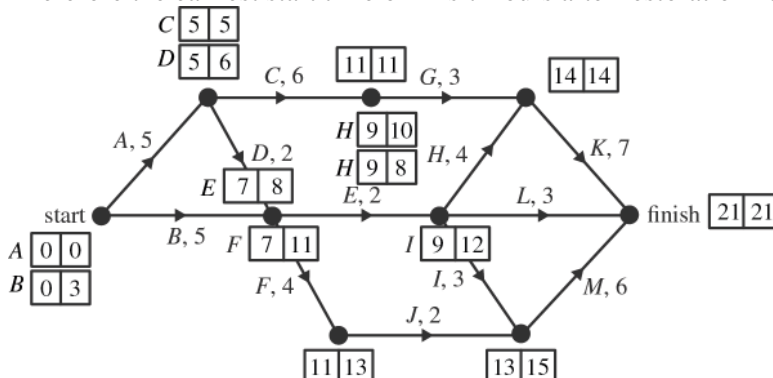 C 5 5
D 5 6
C, 6
11 11
G, 3
14 14
A, 5
D, 2
H 9 10
H 9 8
H, 4
K, 7
E 7 8
E, 2
L, 3
start
finish 21 21
B, 5
A 0 0
B 0 3
F 7 11
I 9 12
F, 4
I, 3
M, 6
J, 2
11 13
13 15